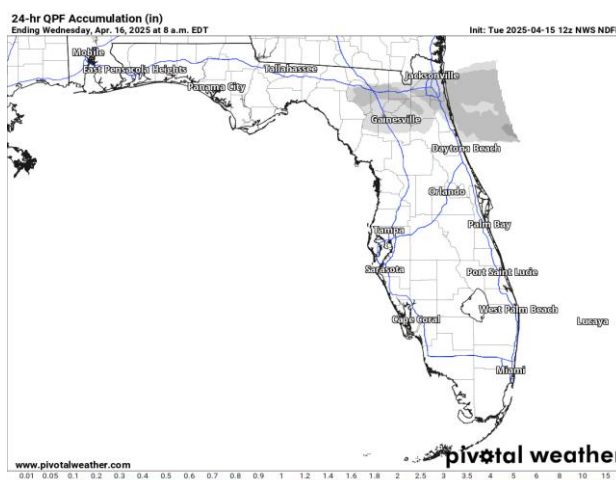 24-hr QPF Accumulation (in)
Ending Wednesday, Apr. 16, 2025 at 8 a.m. EDT
Init: Tue 2025-04-15 12z NWS NDF
Mobile
East Pensacola Heights
Tallahassee
Jacksonville
Panama City
Gainesville
Daytona Beach
Orlando
Palm Bay
Tampa
Sarasota
Port Saint Lucie
West Palm Beach
Cape Coral
Lucaya
Miami
pivotal weather
www.pivotalweather.com
0.01 0.05 0.1 0.2 0.3 0.4 0.5 0.6 0.7 0.8 0.9 1 1.2 1.4 1.6 1.8 2 2.5 3 3.5 4 5 6 7 8 9 10 15